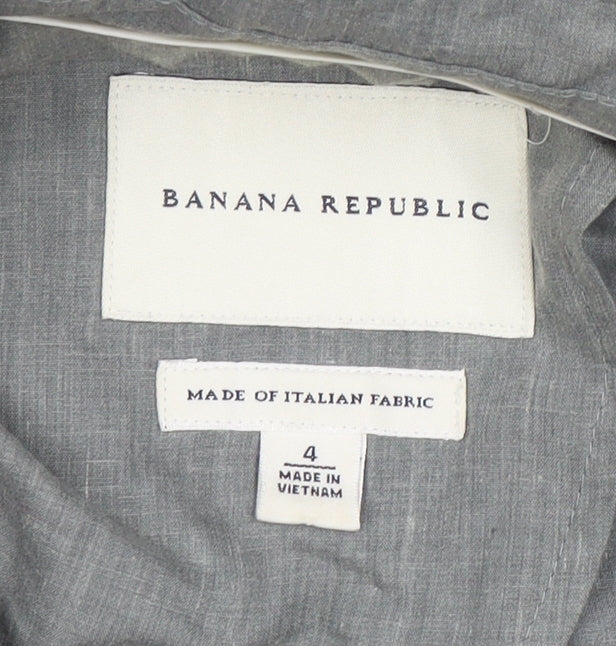 BANANA REPUBLIC
MADE OF ITALIAN FABRIC
4
MADE IN
VIETNAM